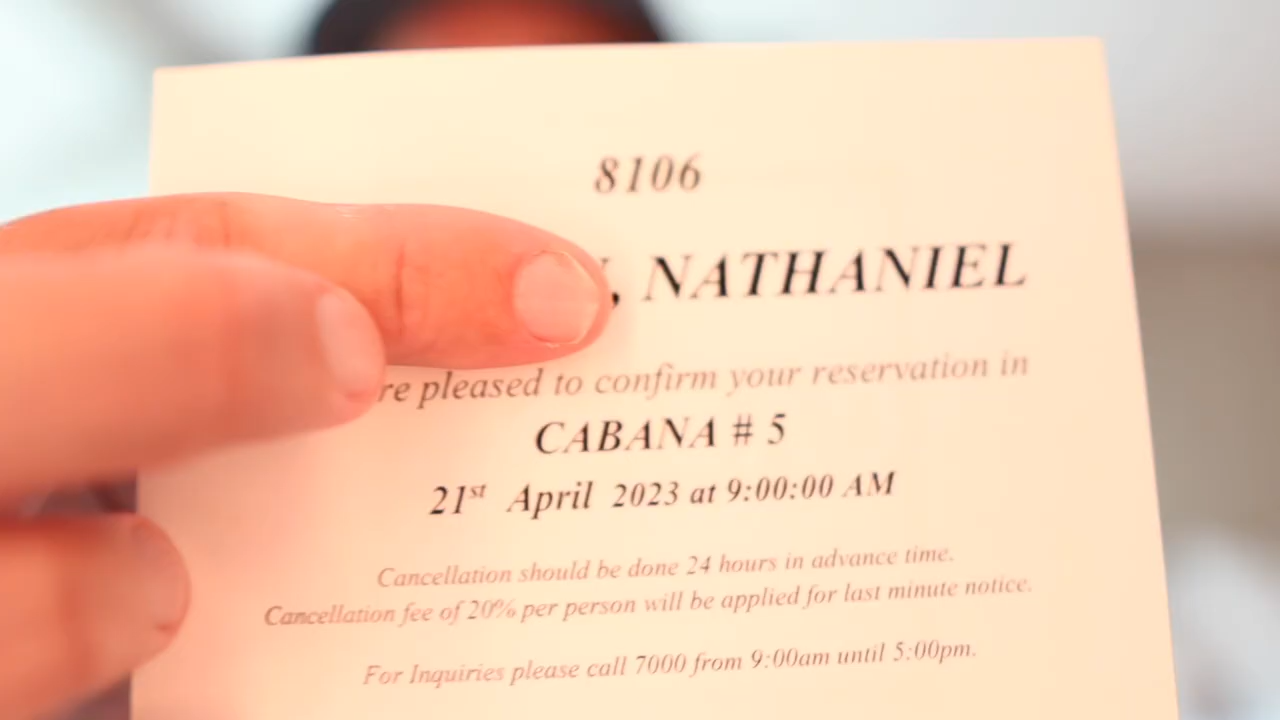 8106
, NATHANIEL
re pleased to confirm your reservation in
CABANA # 5
21st April 2023 at 9:00:00 AM
Cancellation should be done 24 hours in advance time.
Cancellation fee of 20% per person will be applied for last minute notice.
For Inquiries please call 7000 from 9:00am until 5:00pm.